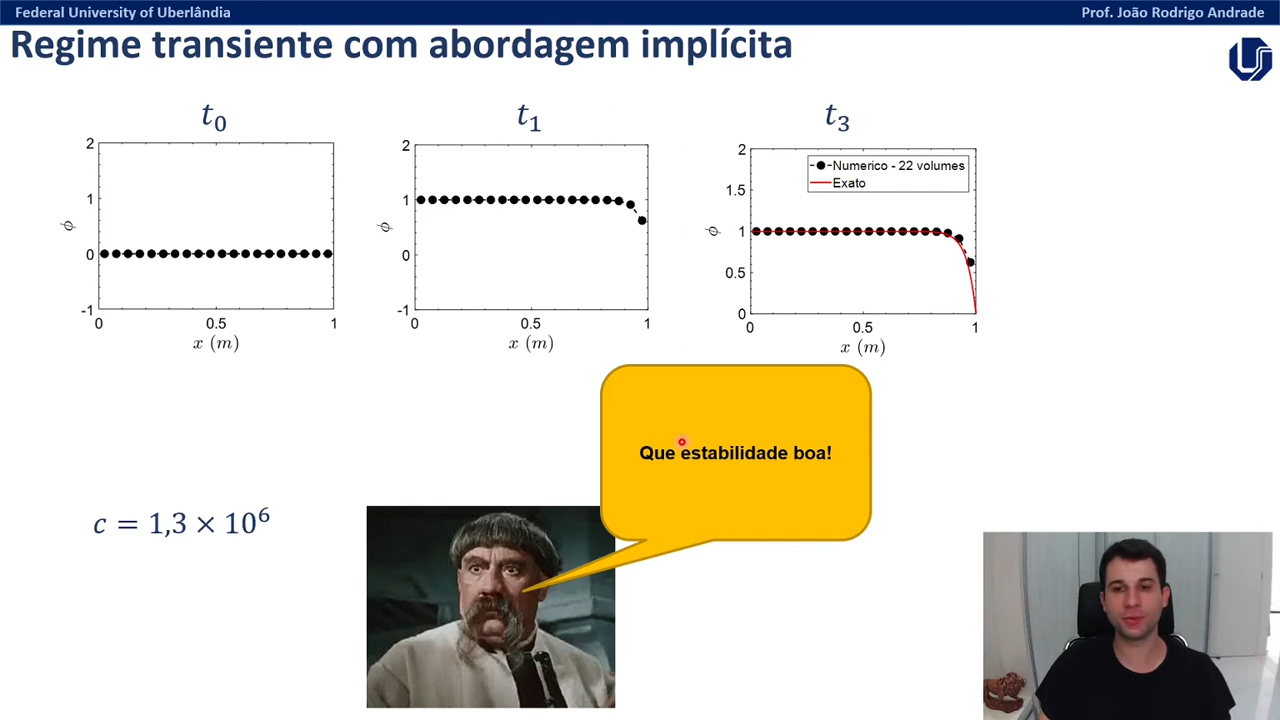 Federal University of Uberlândia
Prof. João Rodrigo Andrade
Regime transiente com abordagem implícita
t₀
t₁
t₃
2
1
0
-1
ϕ
0
0.5
1
x (m)
2
1
0
-1
ϕ
0
0.5
1
x (m)
2
1.5
1
0.5
0
ϕ
Numerico - 22 volumes
Exato
0
0.5
1
x (m)
Que estabilidade boa!
c = 1,3 × 10⁶